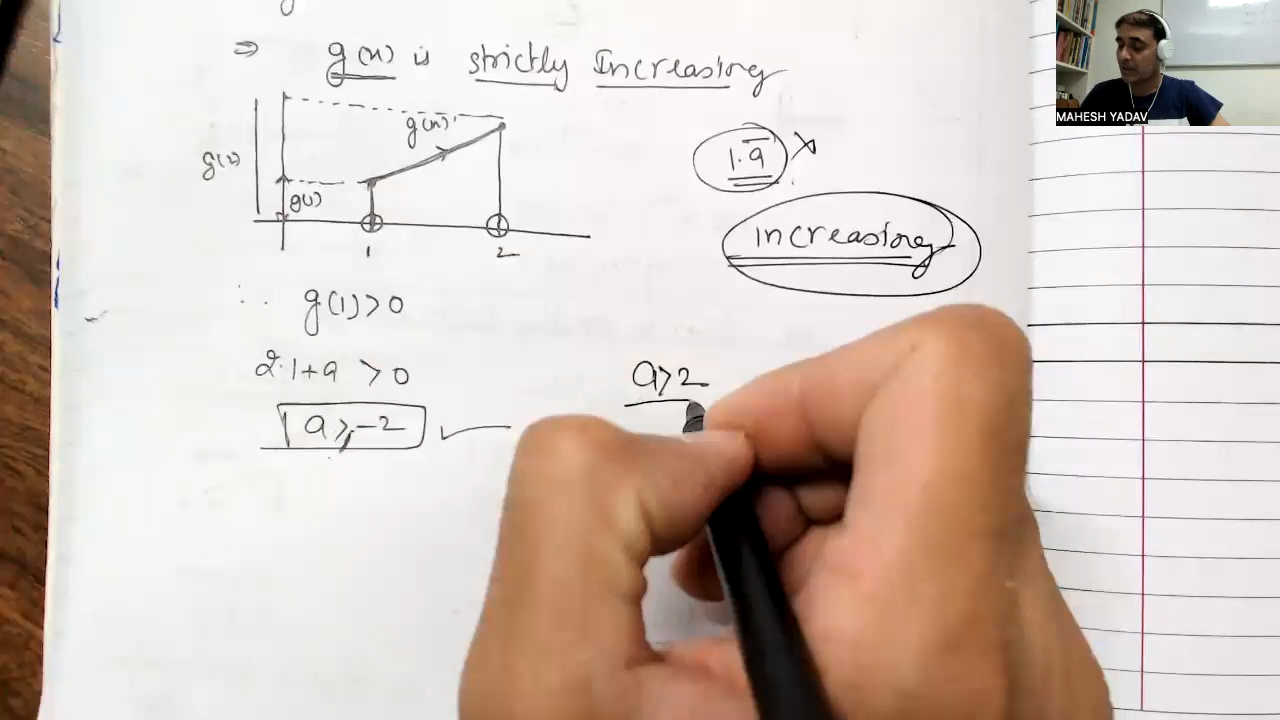 ⇒ g(x) is strictly Increasing
g(x)
g(2)
g(1)
1 2
1.9 ×
increasing
∴ g(1) > 0
2·1+a > 0
a ≥ -2
a > 2
MAHESH YADAV